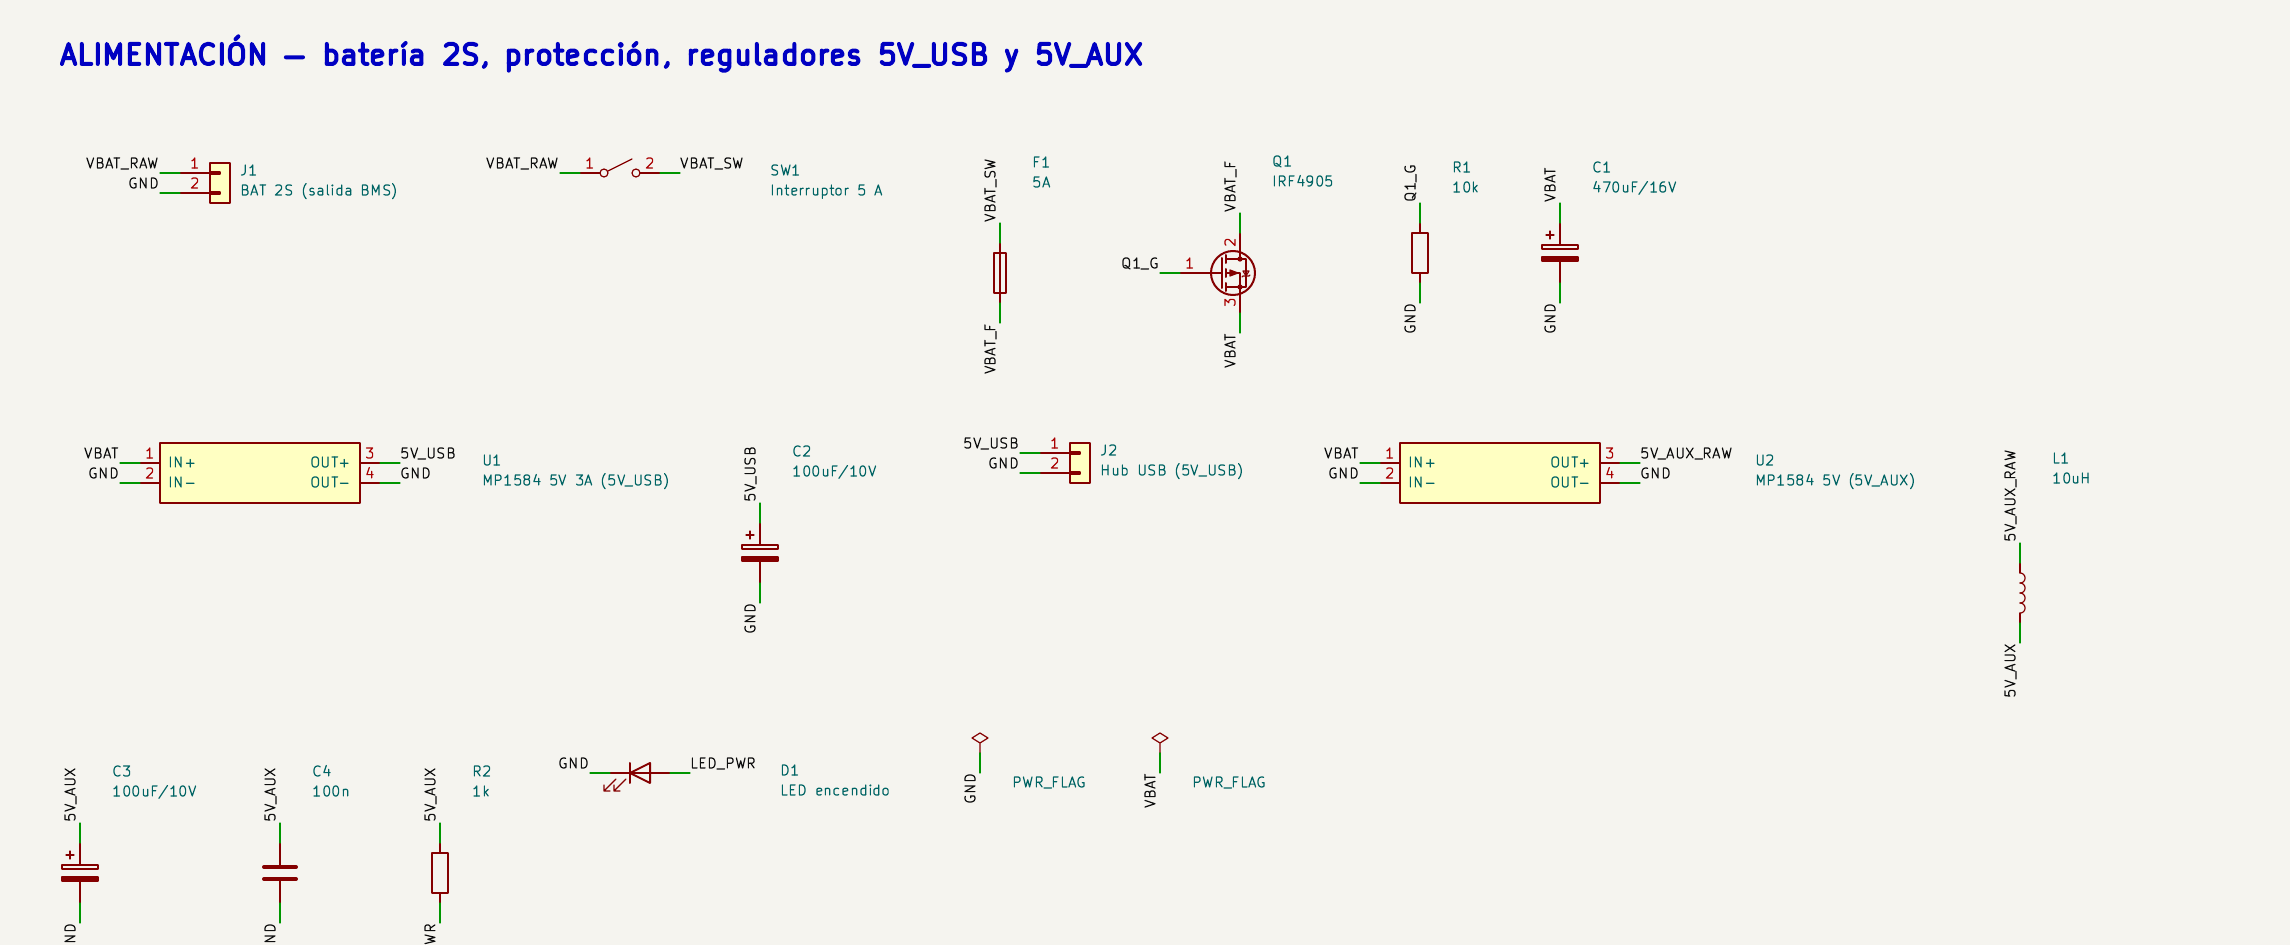 ALIMENTACIÓN — batería 2S, protección, reguladores 5V_USB y 5V_AUX
VBAT_RAW
GND
1
2
J1
BAT 2S (salida BMS)
VBAT_RAW
1
2
VBAT_SW
SW1
Interruptor 5 A
VBAT_SW
VBAT_F
F1
5A
VBAT_F
Q1_G
1
2
3
VBAT
Q1
IRF4905
Q1_G
GND
R1
10k
VBAT
+
GND
C1
470uF/16V
VBAT
GND
1
2
IN+
IN−
OUT+
OUT−
3
4
5V_USB
GND
U1
MP1584 5V 3A (5V_USB)
5V_USB
+
GND
C2
100uF/10V
5V_USB
GND
1
2
J2
Hub USB (5V_USB)
VBAT
GND
1
2
IN+
IN−
OUT+
OUT−
3
4
5V_AUX_RAW
GND
U2
MP1584 5V (5V_AUX)
5V_AUX_RAW
5V_AUX
L1
10uH
5V_AUX
+
ND
C3
100uF/10V
5V_AUX
ND
C4
100n
5V_AUX
WR
R2
1k
GND
LED_PWR
D1
LED encendido
GND
PWR_FLAG
VBAT
PWR_FLAG